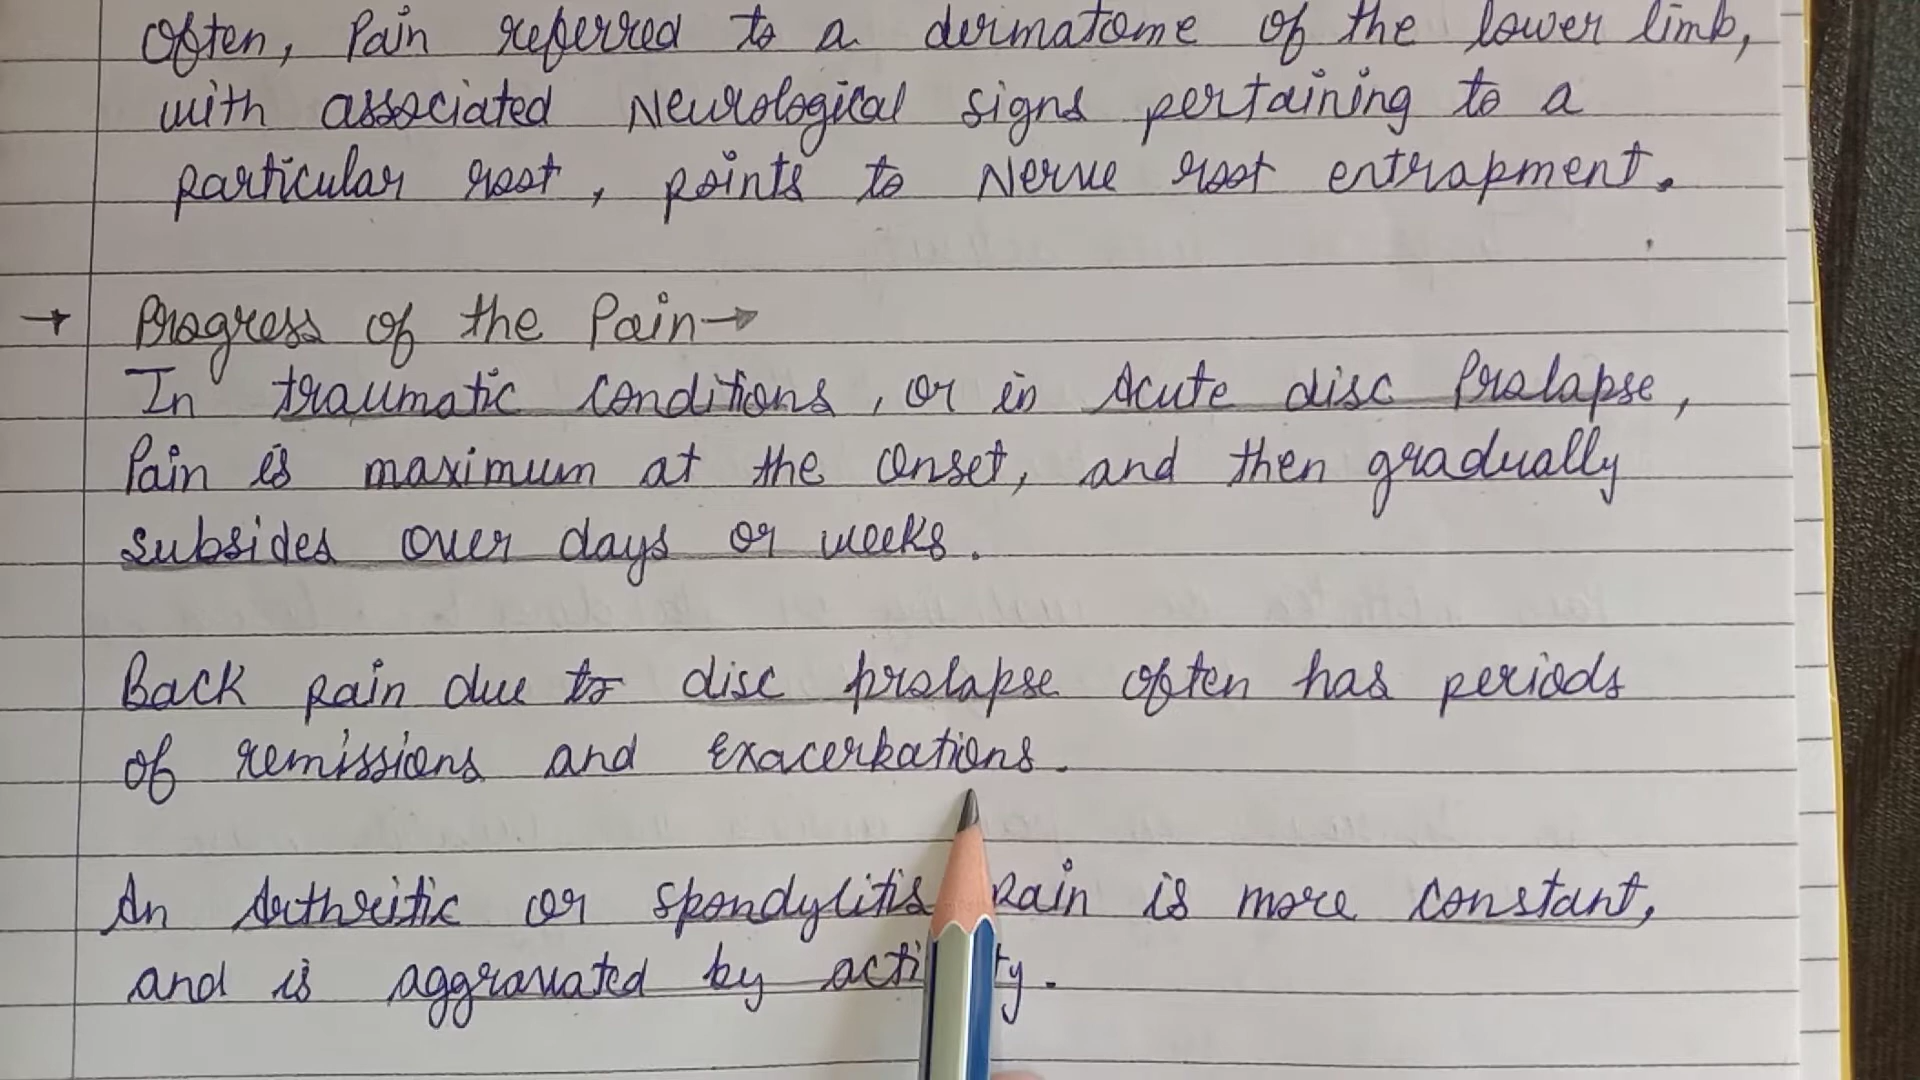 Often, Pain referred to a dermatome of the lower limb,
with associated Neurological signs pertaining to a
particular root, points to Nerve root entrapment.
→ Progress of the Pain→
In traumatic conditions, or in Acute disc Prolapse,
Pain is maximum at the Onset, and then gradually
subsides over days or weeks.
Back pain due to disc prolapse often has periods
of remissions and Exacerbations.
An Arthritic or spondylitis pain is more constant,
and is aggravated by activity.